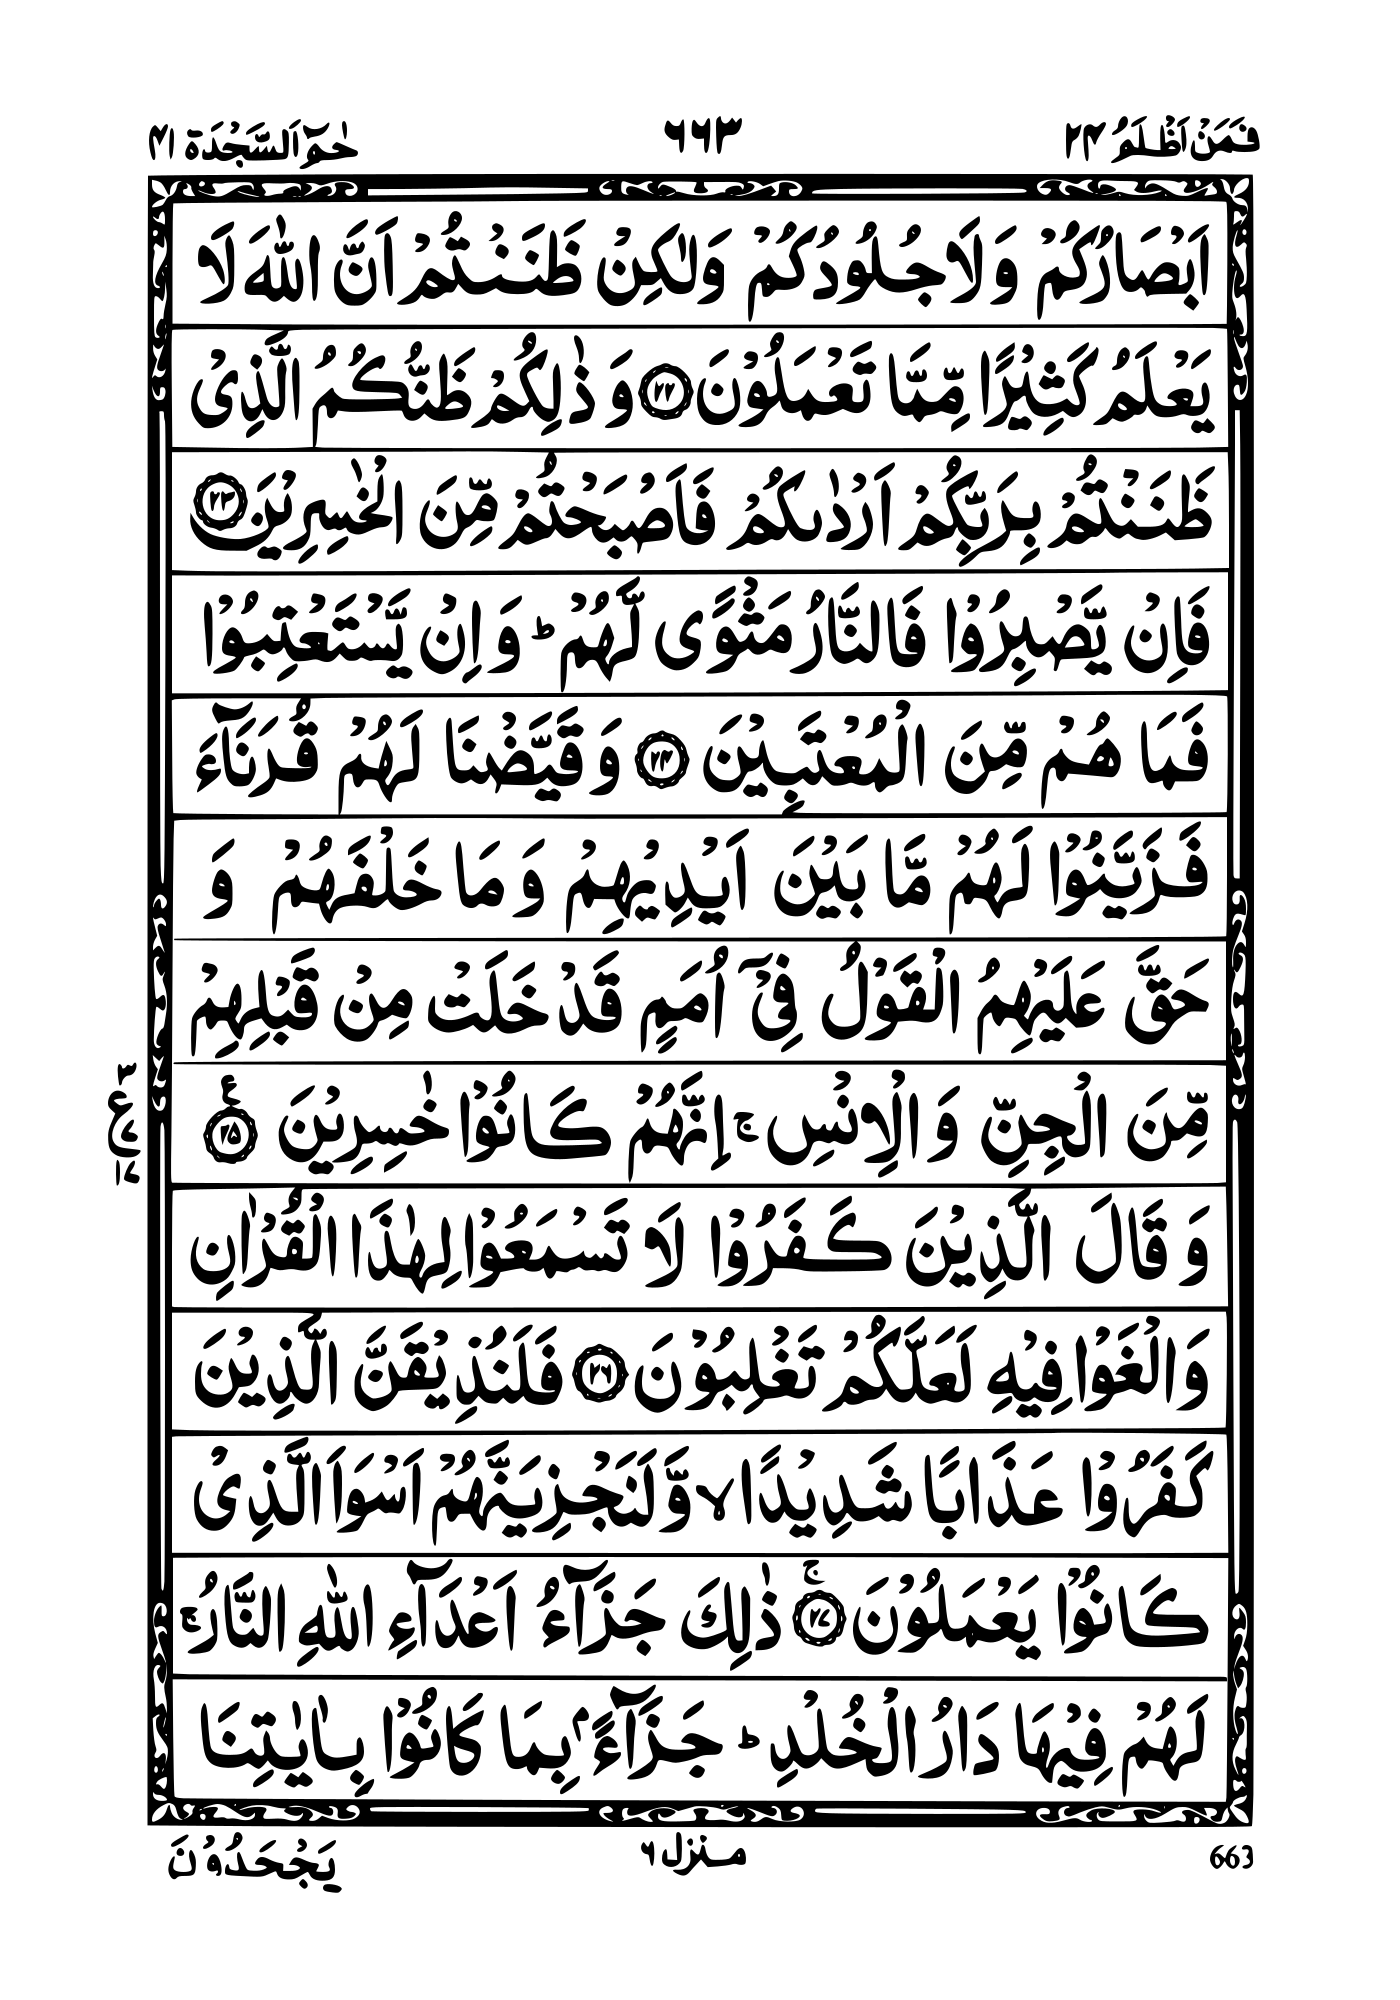 فَمَنْ اَظْلَمُ ۲۴
۶۶۳
حٰمٓ اَلسَّجْدَة ۴۱
اَبْصَارُكُمْ وَلَا جُلُوْدُكُمْ وَلٰكِنْ ظَنَنْتُمْ اَنَّ اللّٰهَ لَا
يَعْلَمُ كَثِيْرًا مِّمَّا تَعْمَلُوْنَ ۝۲۲ وَ ذٰلِكُمْ ظَنُّكُمُ الَّذِىْ
ظَنَنْتُمْ بِرَبِّكُمْ اَرْدٰىكُمْ فَاَصْبَحْتُمْ مِّنَ الْخٰسِرِيْنَ ۝۲۳
فَاِنْ يَّصْبِرُوْا فَالنَّارُ مَثْوًى لَّهُمْ ؕ وَ اِنْ يَّسْتَعْتِبُوْا
فَمَا هُمْ مِّنَ الْمُعْتَبِيْنَ ۝۲۴ وَ قَيَّضْنَا لَهُمْ قُرَنَآءَ
فَزَيَّنُوْا لَهُمْ مَّا بَيْنَ اَيْدِيْهِمْ وَ مَا خَلْفَهُمْ وَ
حَقَّ عَلَيْهِمُ الْقَوْلُ فِىْۤ اُمَمٍ قَدْ خَلَتْ مِنْ قَبْلِهِمْ
مِّنَ الْجِنِّ وَ الْاِنْسِ ۚ اِنَّهُمْ كَانُوْا خٰسِرِيْنَ ۝۲۵ ع
۳
ع
۷
۱۷
وَ قَالَ الَّذِيْنَ كَفَرُوْا لَا تَسْمَعُوْا لِهٰذَا الْقُرْاٰنِ
وَالْغَوْا فِيْهِ لَعَلَّكُمْ تَغْلِبُوْنَ ۝۲۶ فَلَنُذِيْقَنَّ الَّذِيْنَ
كَفَرُوْا عَذَابًا شَدِيْدًا ۙ وَّ لَنَجْزِيَنَّهُمْ اَسْوَاَ الَّذِىْ
كَانُوْا يَعْمَلُوْنَ ۝۲۷ ۚ ذٰلِكَ جَزَآءُ اَعْدَآءِ اللّٰهِ النَّارُ ۚ
لَهُمْ فِيْهَا دَارُ الْخُلْدِ ؕ جَزَآءًۢ بِمَا كَانُوْا بِاٰيٰتِنَا
يَجْحَدُوْنَ
منزل ۶
663